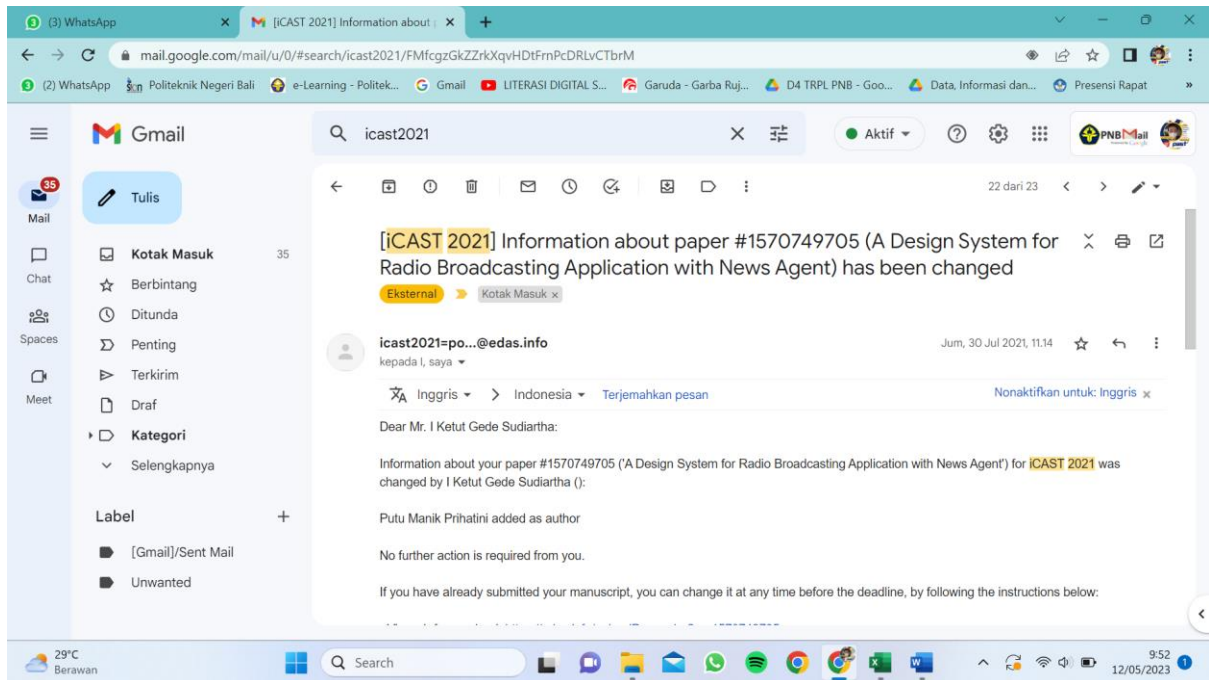 (3) WhatsApp
[iCAST 2021] Information about p
mail.google.com/mail/u/0/#search/icast2021/FMfcgzGkZZrkXqvHDtFrnPcDRLvCTbrM
(2) WhatsApp Politeknik Negeri Bali e-Learning - Politek... Gmail LITERASI DIGITAL S... Garuda - Garba Ruj... D4 TRPL PNB - Goo... Data, Informasi dan... Presensi Rapat »
Gmail
icast2021
Aktif
PNBMail
35
Mail
Chat
Spaces
Meet
Tulis
Kotak Masuk 35
Berbintang
Ditunda
Penting
Terkirim
Draf
Kategori
Selengkapnya
Label +
[Gmail]/Sent Mail
Unwanted
22 dari 23
[iCAST 2021] Information about paper #1570749705 (A Design System for
Radio Broadcasting Application with News Agent) has been changed
Eksternal Kotak Masuk x
icast2021=po...@edas.info Jum, 30 Jul 2021, 11.14
kepada I, saya
Inggris > Indonesia Terjemahkan pesan Nonaktifkan untuk: Inggris x
Dear Mr. I Ketut Gede Sudiartha:
Information about your paper #1570749705 ('A Design System for Radio Broadcasting Application with News Agent') for iCAST 2021 was
changed by I Ketut Gede Sudiartha ():
Putu Manik Prihatini added as author
No further action is required from you.
If you have already submitted your manuscript, you can change it at any time before the deadline, by following the instructions below:
29°C
Berawan
Search
9:52
12/05/2023
1